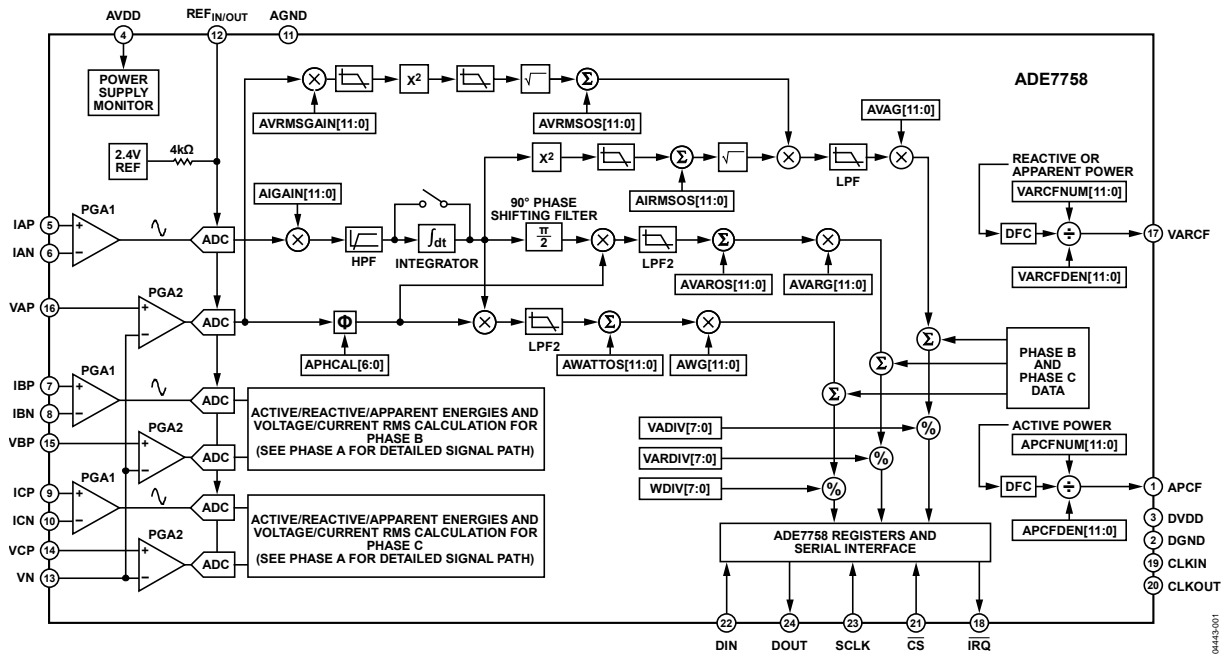 AVDD
REFIN/OUT
AGND
4
12
11
POWER
SUPPLY
MONITOR
ADE7758
X²
AVRMSGAIN[11:0]
AVRMSOS[11:0]
AVAG[11:0]
2.4V
REF
4kΩ
X²
LPF
AIRMSOS[11:0]
REACTIVE OR
APPARENT POWER
VARCFNUM[11:0]
DFC
÷
17
VARCF
VARCFDEN[11:0]
AIGAIN[11:0]
90° PHASE
SHIFTING FILTER
PGA1
IAP
5
+
IAN
6
−
ADC
HPF
∫dt
INTEGRATOR
π
2
LPF2
Σ
AVAROS[11:0]
AVARG[11:0]
PGA2
VAP
16
+
−
ADC
Φ
APHCAL[6:0]
LPF2
Σ
AWATTOS[11:0]
AWG[11:0]
Σ
Σ
Σ
PHASE B
AND
PHASE C
DATA
PGA1
IBP
7
+
IBN
8
−
ADC
PGA2
VBP
15
+
−
ADC
ACTIVE/REACTIVE/APPARENT ENERGIES AND
VOLTAGE/CURRENT RMS CALCULATION FOR
PHASE B
(SEE PHASE A FOR DETAILED SIGNAL PATH)
VADIV[7:0]
%
VARDIV[7:0]
%
WDIV[7:0]
%
ACTIVE POWER
APCFNUM[11:0]
DFC
÷
1
APCF
APCFDEN[11:0]
PGA1
ICP
9
+
ICN
10
−
ADC
PGA2
VCP
14
+
VN
13
−
ADC
ACTIVE/REACTIVE/APPARENT ENERGIES AND
VOLTAGE/CURRENT RMS CALCULATION FOR
PHASE C
(SEE PHASE A FOR DETAILED SIGNAL PATH)
ADE7758 REGISTERS AND
SERIAL INTERFACE
3
DVDD
2
DGND
19
CLKIN
20
CLKOUT
22
24
23
21
18
DIN
DOUT
SCLK
CS
IRQ
04443-001